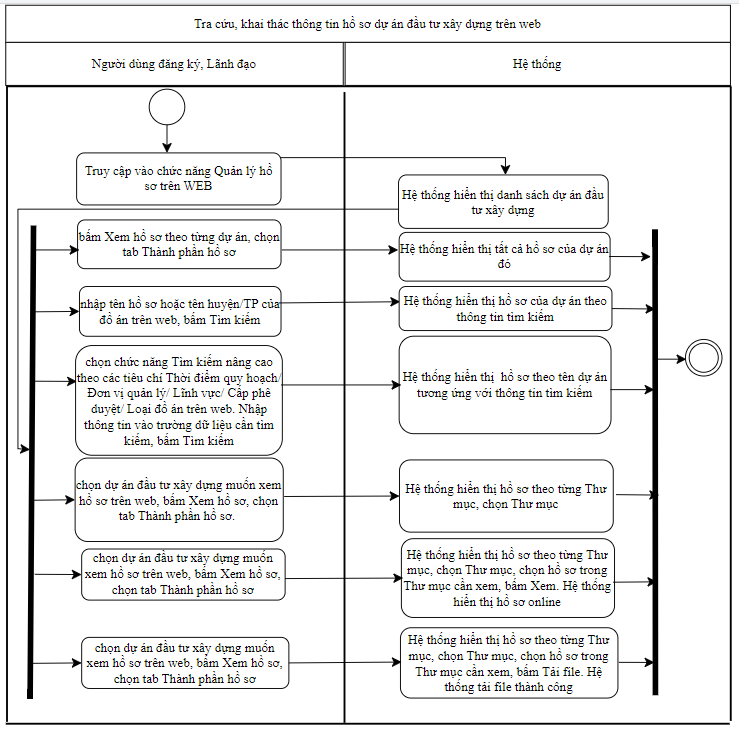 Tra cứu, khai thác thông tin hồ sơ dự án đầu tư xây dựng trên web
Người dùng đăng ký, Lãnh đạo
Hệ thống
Truy cập vào chức năng Quản lý hồ
sơ trên WEB
Hệ thống hiển thị danh sách dự án đầu
tư xây dựng
bấm Xem hồ sơ theo từng dự án, chọn
tab Thành phần hồ sơ
Hệ thống hiển thị tất cả hồ sơ của dự án
đó
nhập tên hồ sơ hoặc tên huyện/TP của
đồ án trên web, bấm Tìm kiếm
Hệ thống hiển thị hồ sơ của dự án theo
thông tin tìm kiếm
chọn chức năng Tìm kiếm nâng cao
theo các tiêu chí Thời điểm quy hoạch/
Đơn vị quản lý/ Lĩnh vực/ Cấp phê
duyệt/ Loại đồ án trên web. Nhập
thông tin vào trường dữ liệu cần tìm
kiếm, bấm Tìm kiếm
Hệ thống hiển thị hồ sơ theo tên dự án
tương ứng với thông tin tìm kiếm
chọn dự án đầu tư xây dựng muốn xem
hồ sơ trên web, bấm Xem hồ sơ, chọn
tab Thành phần hồ sơ.
Hệ thống hiển thị hồ sơ theo từng Thư
mục, chọn Thư mục
chọn dự án đầu tư xây dựng muốn
xem hồ sơ trên web, bấm Xem hồ sơ,
chọn tab Thành phần hồ sơ
Hệ thống hiển thị hồ sơ theo từng Thư
mục, chọn Thư mục, chọn hồ sơ trong
Thư mục cần xem, bấm Xem. Hệ thống
hiển thị hồ sơ online
chọn dự án đầu tư xây dựng muốn
xem hồ sơ trên web, bấm Xem hồ sơ,
chọn tab Thành phần hồ sơ
Hệ thống hiển thị hồ sơ theo từng Thư
mục, chọn Thư mục, chọn hồ sơ trong
Thư mục cần xem, bấm Tải file. Hệ
thống tải file thành công